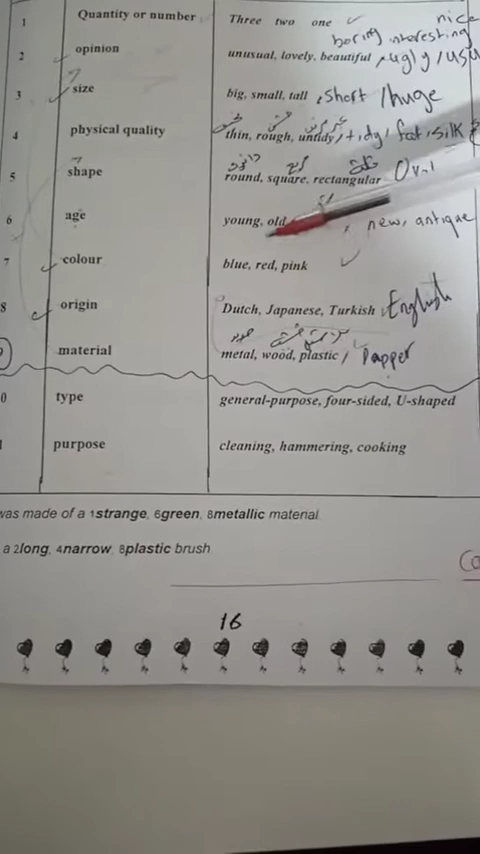 1 Quantity or number Three two one nice
boring interesting
2 opinion unusual, lovely, beautiful, ugly / usu
3 size big, small, tall, short / huge
4 physical quality thin, rough, untidy, tidy / fat, silk
5 shape round, square, rectangular Oval
6 age young, old, new, antique
7 colour blue, red, pink
8 origin Dutch, Japanese, Turkish, English
9 material metal, wood, plastic / Papper
0 type general-purpose, four-sided, U-shaped
1 purpose cleaning, hammering, cooking
was made of a 1strange, 6green, 8metallic material
a 2long, 4narrow, 8plastic brush
Co
16